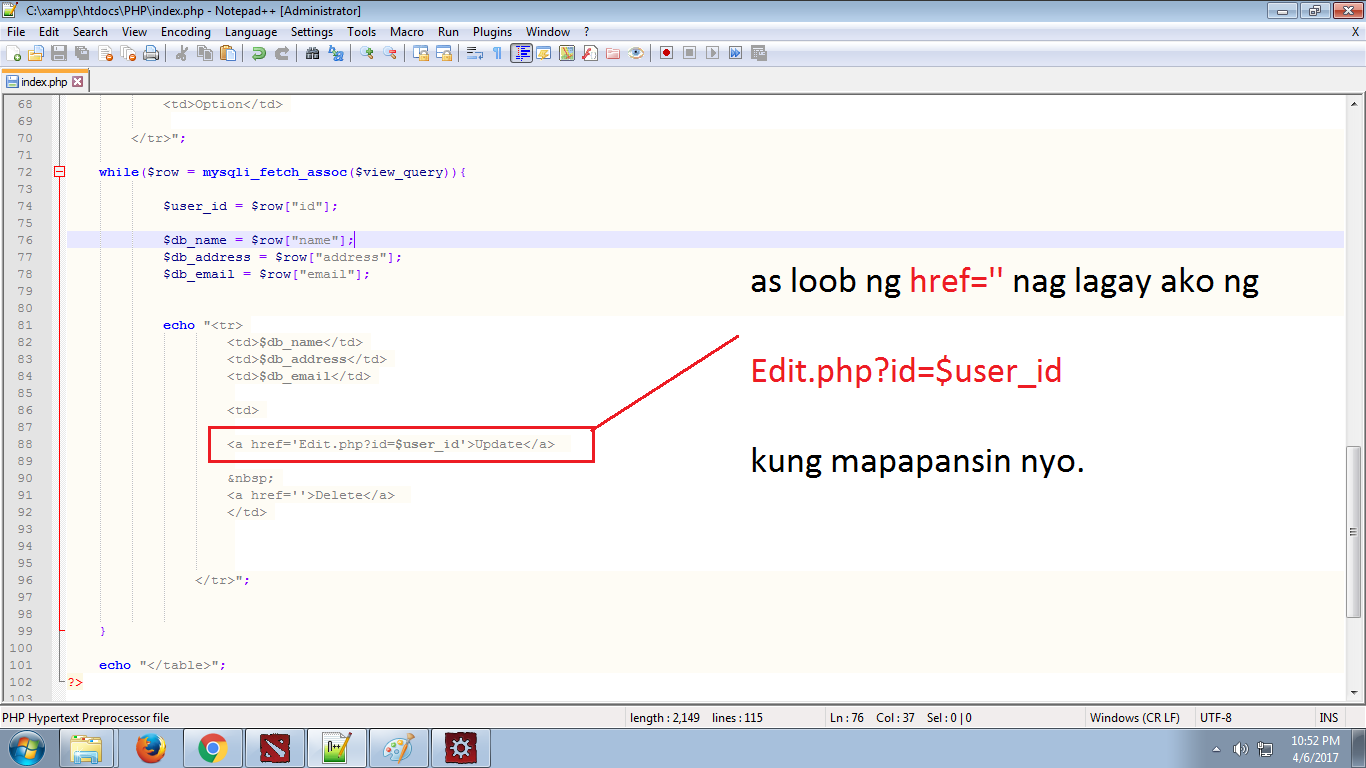 C:\xampp\htdocs\PHP\index.php - Notepad++ [Administrator]
File Edit Search View Encoding Language Settings Tools Macro Run Plugins Window ? X
index.php
68 <td>Option</td>
69
70 </tr>";
71
72 while($row = mysqli_fetch_assoc($view_query)){
73
74 $user_id = $row["id"];
75
76 $db_name = $row["name"];
77 $db_address = $row["address"];
78 $db_email = $row["email"];
79
80
81 echo "<tr>
82 <td>$db_name</td>
83 <td>$db_address</td>
84 <td>$db_email</td>
85
86 <td>
87
88 <a href='Edit.php?id=$user_id'>Update</a>
89
90 &nbsp;
91 <a href=''>Delete</a>
92 </td>
93
94
95
96 </tr>";
97
98
99 }
100
101 echo "</table>";
102 ?>
103
as loob ng href='' nag lagay ako ng
Edit.php?id=$user_id
kung mapapansin nyo.
PHP Hypertext Preprocessor file length : 2,149 lines : 115 Ln : 76 Col : 37 Sel : 0 | 0 Windows (CR LF) UTF-8 INS
10:52 PM
4/6/2017